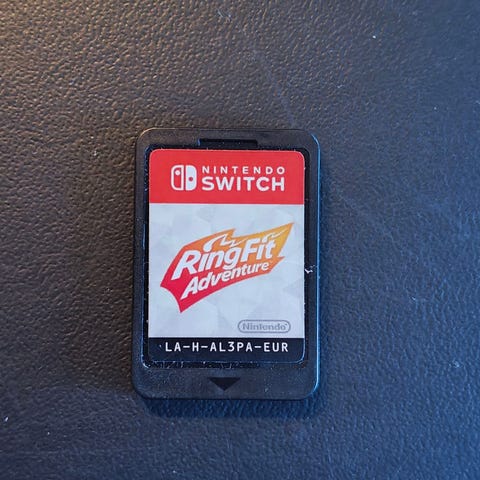 NINTENDO
SWITCH
RingFit
Adventure
Nintendo
LA-H-AL3PA-EUR